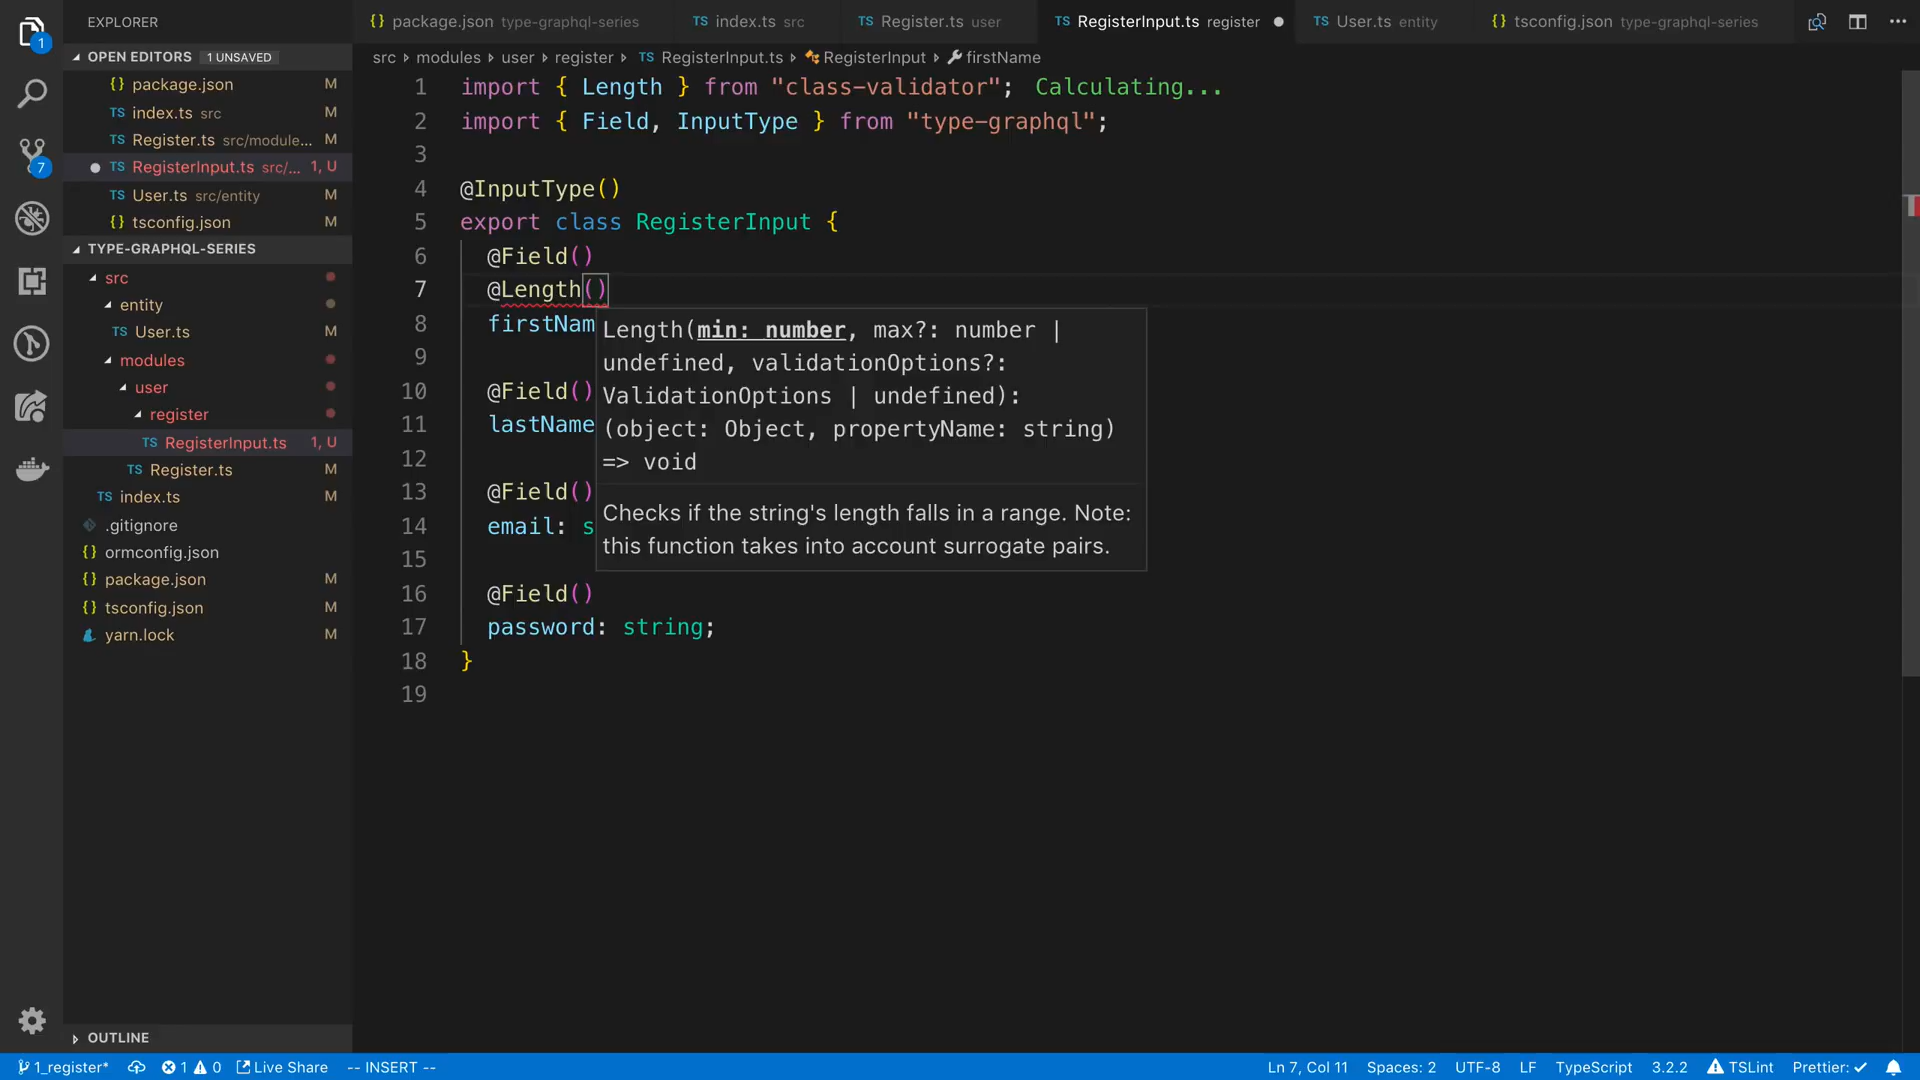 EXPLORER
OPEN EDITORS 1 UNSAVED
{} package.json M
TS index.ts src M
TS Register.ts src/module... M
TS RegisterInput.ts src/... 1, U
TS User.ts src/entity M
{} tsconfig.json M
TYPE-GRAPHQL-SERIES
src
entity
TS User.ts M
modules
user
register
TS RegisterInput.ts 1, U
TS Register.ts M
TS index.ts M
.gitignore
{} ormconfig.json
{} package.json M
{} tsconfig.json M
yarn.lock M
OUTLINE
1
7
{} package.json type-graphql-series
TS index.ts src
TS Register.ts user
TS RegisterInput.ts register
TS User.ts entity
{} tsconfig.json type-graphql-series
src modules user register TS RegisterInput.ts RegisterInput firstName
1 import { Length } from "class-validator"; Calculating...
2 import { Field, InputType } from "type-graphql";
3
4 @InputType()
5 export class RegisterInput {
6 @Field()
7 @Length()
8 firstNam
9
10 @Field()
11 lastName
12
13 @Field()
14 email: s
15
16 @Field()
17 password: string;
18 }
19
Length(min: number, max?: number |
undefined, validationOptions?:
ValidationOptions | undefined):
(object: Object, propertyName: string)
=> void
Checks if the string's length falls in a range. Note:
this function takes into account surrogate pairs.
1_register* 1 0 Live Share -- INSERT -- Ln 7, Col 11 Spaces: 2 UTF-8 LF TypeScript 3.2.2 TSLint Prettier: ✓